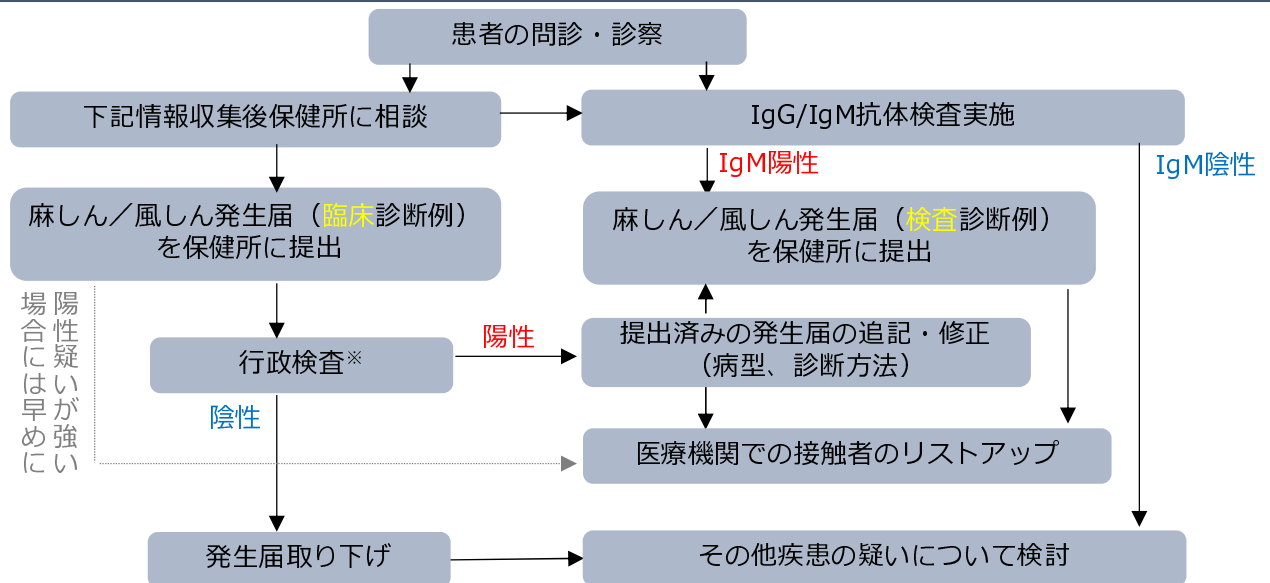 患者の問診・診察
下記情報収集後保健所に相談
IgG/IgM抗体検査実施
IgM陽性
IgM陰性
麻しん／風しん発生届（臨床診断例）
を保健所に提出
麻しん／風しん発生届（検査診断例）
を保健所に提出
陽性疑いが強い
場合には早めに
行政検査※
陽性
提出済みの発生届の追記・修正
（病型、診断方法）
陰性
医療機関での接触者のリストアップ
発生届取り下げ
その他疾患の疑いについて検討